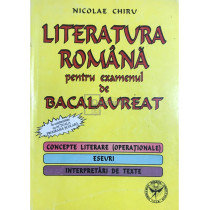 NICOLAE CHIRU
LITERATURA
ROMÂNĂ
pentru examenul
de
BACALAUREAT
CONCEPTE LITERARE (OPERAȚIONALE)
ESEURI
INTERPRETĂRI DE TEXTE